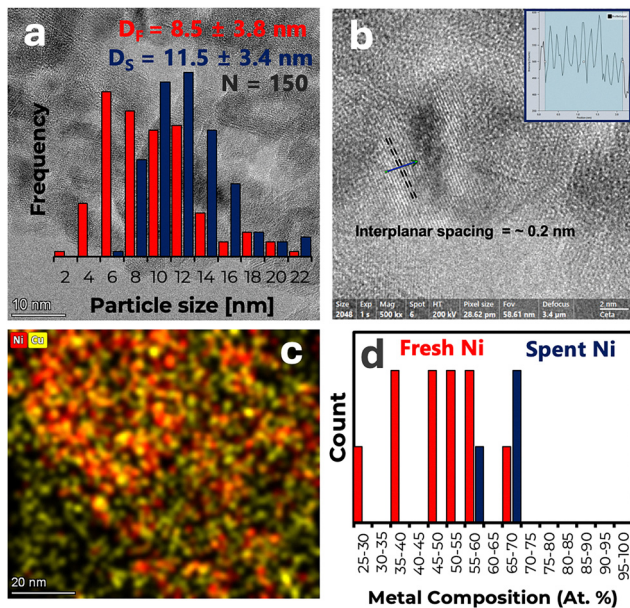 a
D_F = 8.5 ± 3.8 nm
D_S = 11.5 ± 3.4 nm
N = 150
Frequency
2 4 6 8 10 12 14 16 18 20 22
Particle size [nm]
10 nm
b
Interplanar spacing = ~ 0.2 nm
Size Exp Mag Spot HT Pixel size Fov Defocus 2 nm
2048 1 s 500 kx 6 200 kV 28.62 pm 58.61 nm 3.4 µm Ceta
Ni Cu
c
20 nm
d
Fresh Ni Spent Ni
Count
25-30
30-35
35-40
40-45
45-50
50-55
55-60
60-65
65-70
70-75
75-80
80-85
85-90
90-95
95-100
Metal Composition (At. %)